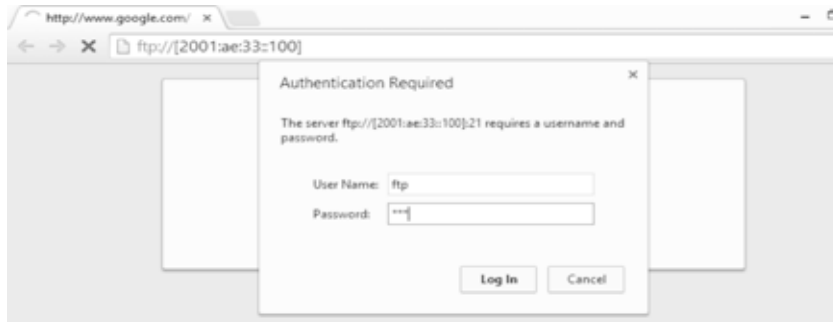 http://www.google.com/
ftp://[2001:ae:33::100]
Authentication Required
The server ftp://[2001:ae:33::100]:21 requires a username and
password.
User Name: ftp
Password: ***
Log In Cancel